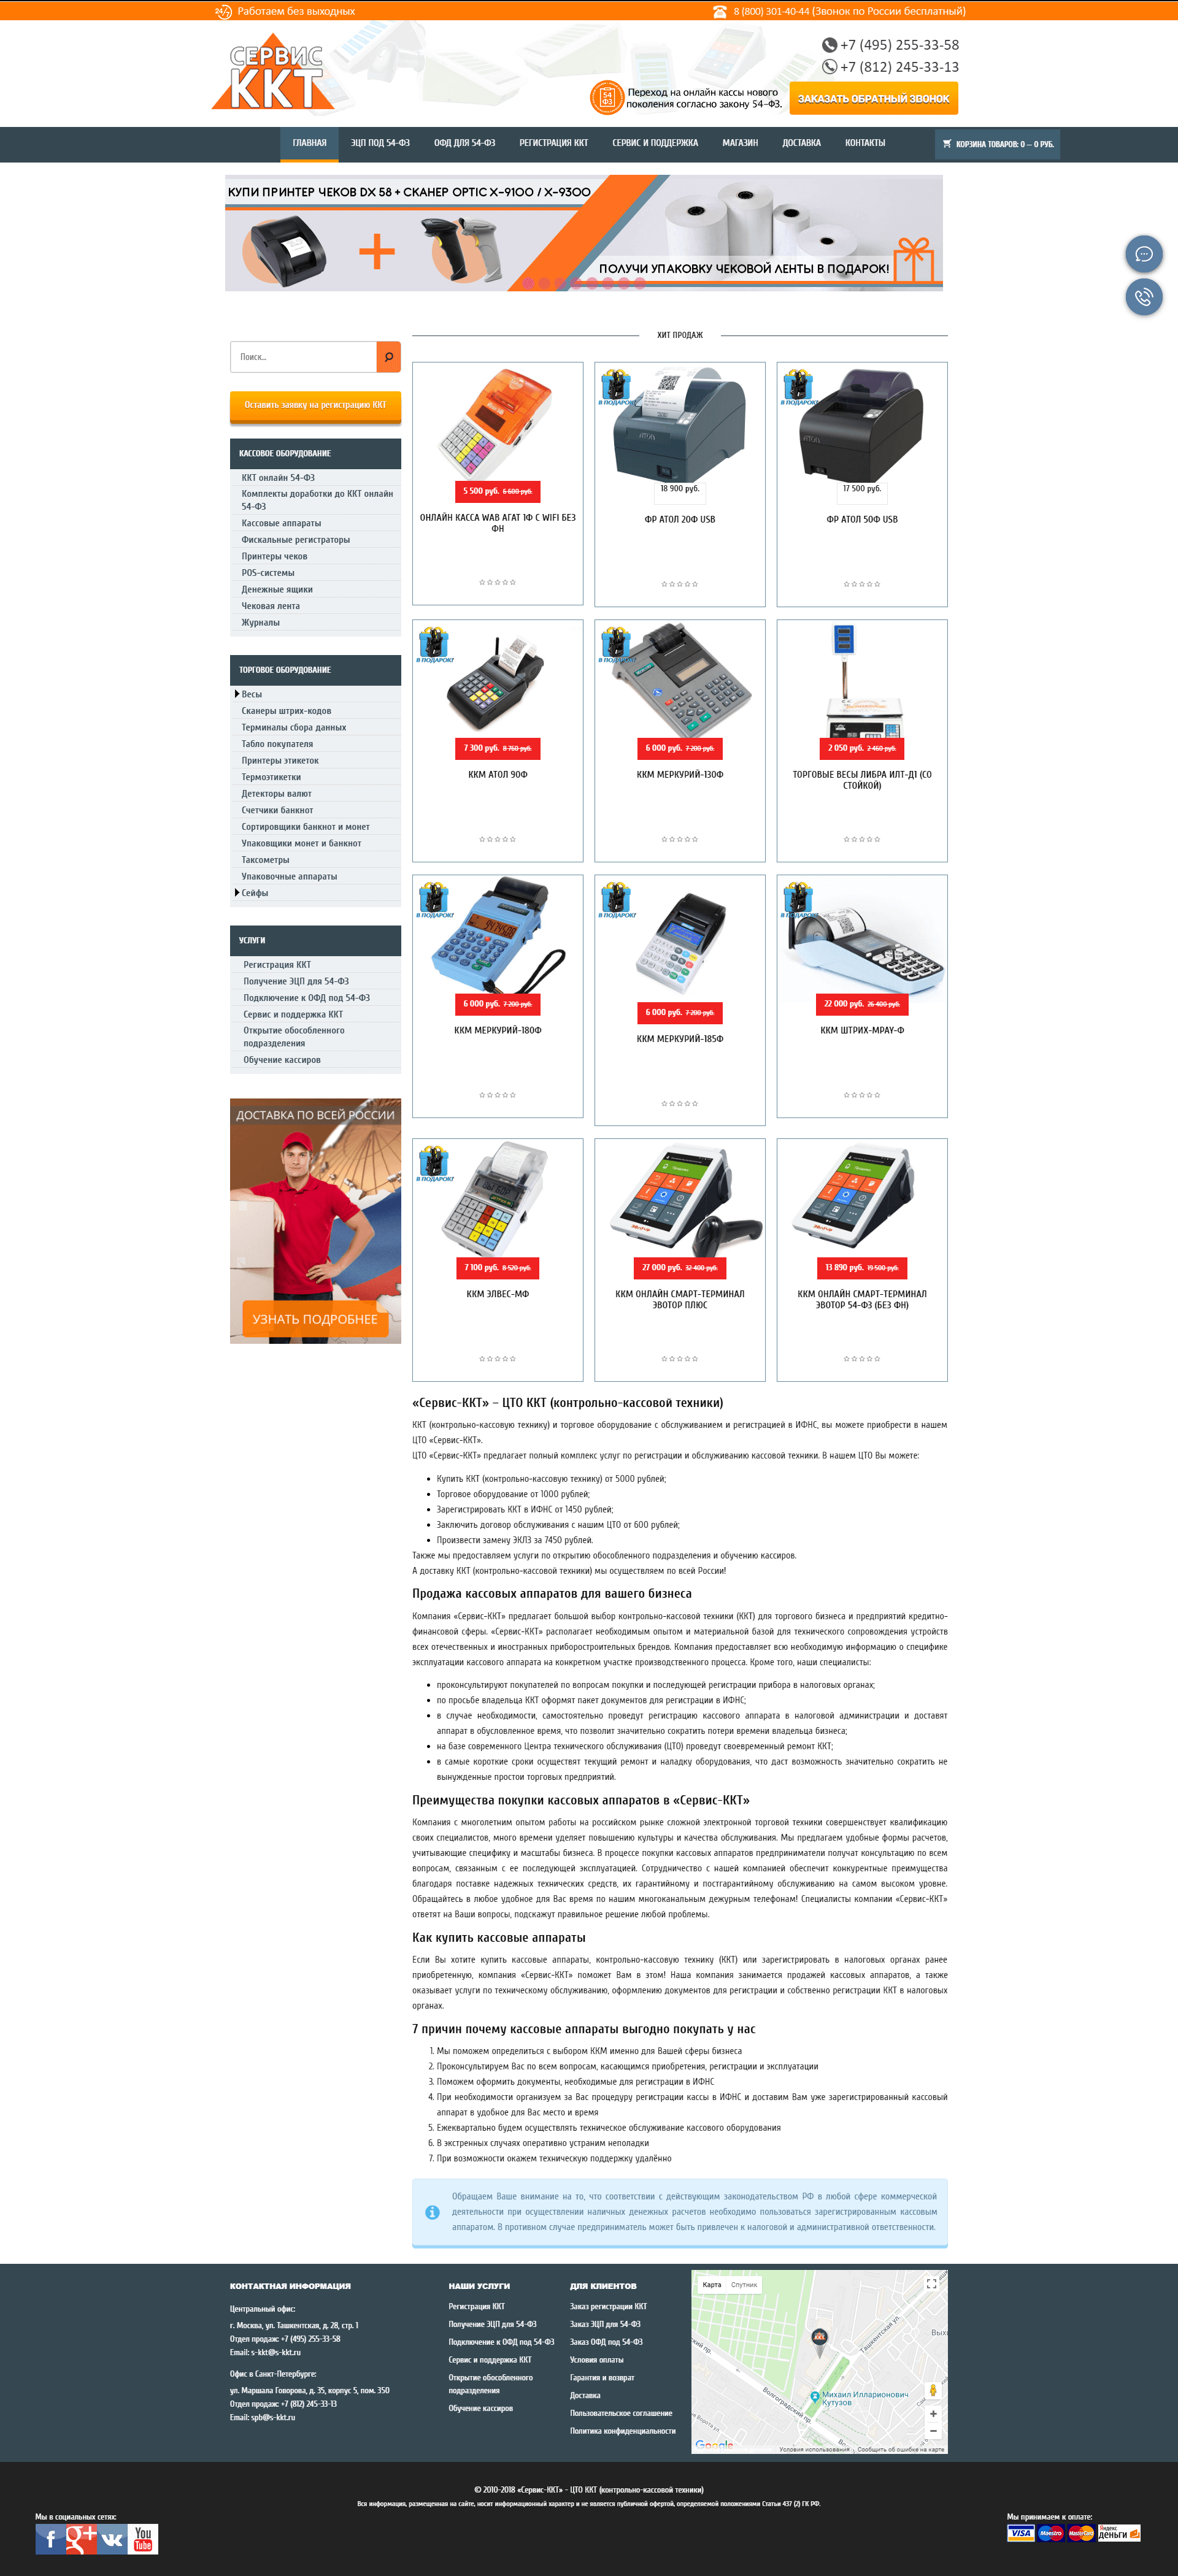 24/7 Работаем без выходных
8 (800) 301-40-44 (Звонок по России бесплатный)
СЕРВИС
ККТ
+7 (495) 255-33-58
+7 (812) 245-33-13
54 ФЗ
Переход на онлайн кассы нового
поколения согласно закону 54-ФЗ.
ЗАКАЗАТЬ ОБРАТНЫЙ ЗВОНОК
ГЛАВНАЯ
ЭЦП ПОД 54-ФЗ
ОФД ДЛЯ 54-ФЗ
РЕГИСТРАЦИЯ ККТ
СЕРВИС И ПОДДЕРЖКА
МАГАЗИН
ДОСТАВКА
КОНТАКТЫ
КОРЗИНА ТОВАРОВ: 0 — 0 РУБ.
КУПИ ПРИНТЕР ЧЕКОВ DX 58 + СКАНЕР OPTIC X-9100 / X-9300
ПОЛУЧИ УПАКОВКУ ЧЕКОВОЙ ЛЕНТЫ В ПОДАРОК!
Поиск...
Оставить заявку на регистрацию ККТ
КАССОВОЕ ОБОРУДОВАНИЕ
ККТ онлайн 54-ФЗ
Комплекты доработки до ККТ онлайн
54-ФЗ
Кассовые аппараты
Фискальные регистраторы
Принтеры чеков
POS-системы
Денежные ящики
Чековая лента
Журналы
ТОРГОВОЕ ОБОРУДОВАНИЕ
Весы
Сканеры штрих-кодов
Терминалы сбора данных
Табло покупателя
Принтеры этикеток
Термоэтикетки
Детекторы валют
Счетчики банкнот
Сортировщики банкнот и монет
Упаковщики монет и банкнот
Таксометры
Упаковочные аппараты
Сейфы
УСЛУГИ
Регистрация ККТ
Получение ЭЦП для 54-ФЗ
Подключение к ОФД под 54-ФЗ
Сервис и поддержка ККТ
Открытие обособленного
подразделения
Обучение кассиров
ДОСТАВКА ПО ВСЕЙ РОССИИ
УЗНАТЬ ПОДРОБНЕЕ
ХИТ ПРОДАЖ
5 500 руб. 6 600 руб.
ОНЛАЙН КАССА WAB АГАТ 1Ф С WIFI БЕЗ
ФН
В ПОДАРОК!
18 900 руб.
ФР АТОЛ 20Ф USB
В ПОДАРОК!
17 500 руб.
ФР АТОЛ 50Ф USB
В ПОДАРОК!
7 300 руб. 8 760 руб.
ККМ АТОЛ 90Ф
В ПОДАРОК!
6 000 руб. 7 200 руб.
ККМ МЕРКУРИЙ-130Ф
2 050 руб. 2 460 руб.
ТОРГОВЫЕ ВЕСЫ ЛИБРА ИЛТ-Д1 (СО
СТОЙКОЙ)
В ПОДАРОК!
6 000 руб. 7 200 руб.
ККМ МЕРКУРИЙ-180Ф
В ПОДАРОК!
6 000 руб. 7 200 руб.
ККМ МЕРКУРИЙ-185Ф
В ПОДАРОК!
22 000 руб. 26 400 руб.
ККМ ШТРИХ-MPAY-Ф
В ПОДАРОК!
7 100 руб. 8 520 руб.
ККМ ЭЛВЕС-МФ
27 000 руб. 32 400 руб.
ККМ ОНЛАЙН СМАРТ-ТЕРМИНАЛ
ЭВОТОР ПЛЮС
13 890 руб. 19 500 руб.
ККМ ОНЛАЙН СМАРТ-ТЕРМИНАЛ
ЭВОТОР 54-ФЗ (БЕЗ ФН)
«Сервис-ККТ» – ЦТО ККТ (контрольно-кассовой техники)
ККТ (контрольно-кассовую технику) и торговое оборудование с обслуживанием и регистрацией в ИФНС, вы можете приобрести в нашем
ЦТО «Сервис-ККТ».
ЦТО «Сервис-ККТ» предлагает полный комплекс услуг по регистрации и обслуживанию кассовой техники. В нашем ЦТО Вы можете:
• Купить ККТ (контрольно-кассовую технику) от 5000 рублей;
• Торговое оборудование от 1000 рублей;
• Зарегистрировать ККТ в ИФНС от 1450 рублей;
• Заключить договор обслуживания с нашим ЦТО от 600 рублей;
• Произвести замену ЭКЛЗ за 7450 рублей.
Также мы предоставляем услуги по открытию обособленного подразделения и обучению кассиров.
А доставку ККТ (контрольно-кассовой техники) мы осуществляем по всей России!
Продажа кассовых аппаратов для вашего бизнеса
Компания «Сервис-ККТ» предлагает большой выбор контрольно-кассовой техники (ККТ) для торгового бизнеса и предприятий кредитно-
финансовой сферы. «Сервис-ККТ» располагает необходимым опытом и материальной базой для технического сопровождения устройств
всех отечественных и иностранных приборостроительных брендов. Компания предоставляет всю необходимую информацию о специфике
эксплуатации кассового аппарата на конкретном участке производственного процесса. Кроме того, наши специалисты:
• проконсультируют покупателей по вопросам покупки и последующей регистрации прибора в налоговых органах;
• по просьбе владельца ККТ оформят пакет документов для регистрации в ИФНС;
• в случае необходимости, самостоятельно проведут регистрацию кассового аппарата в налоговой администрации и доставят
аппарат в обусловленное время, что позволит значительно сократить потери времени владельца бизнеса;
• на базе современного Центра технического обслуживания (ЦТО) проведут своевременный ремонт ККТ;
• в самые короткие сроки осуществят текущий ремонт и наладку оборудования, что даст возможность значительно сократить не
вынужденные простои торговых предприятий.
Преимущества покупки кассовых аппаратов в «Сервис-ККТ»
Компания с многолетним опытом работы на российском рынке сложной электронной торговой техники совершенствует квалификацию
своих специалистов, много времени уделяет повышению культуры и качества обслуживания. Мы предлагаем удобные формы расчетов,
учитывающие специфику и масштабы бизнеса. В процессе покупки кассовых аппаратов предприниматели получат консультацию по всем
вопросам, связанным с ее последующей эксплуатацией. Сотрудничество с нашей компанией обеспечит конкурентные преимущества
благодаря поставке надежных технических средств, их гарантийному и постгарантийному обслуживанию на самом высоком уровне.
Обращайтесь в любое удобное для Вас время по нашим многоканальным дежурным телефонам! Специалисты компании «Сервис-ККТ»
ответят на Ваши вопросы, подскажут правильное решение любой проблемы.
Как купить кассовые аппараты
Если Вы хотите купить кассовые аппараты, контрольно-кассовую технику (ККТ) или зарегистрировать в налоговых органах ранее
приобретенную, компания «Сервис-ККТ» поможет Вам в этом! Наша компания занимается продажей кассовых аппаратов, а также
оказывает услуги по техническому обслуживанию, оформлению документов для регистрации и собственно регистрации ККТ в налоговых
органах.
7 причин почему кассовые аппараты выгодно покупать у нас
1. Мы поможем определиться с выбором ККМ именно для Вашей сферы бизнеса
2. Проконсультируем Вас по всем вопросам, касающимся приобретения, регистрации и эксплуатации
3. Поможем оформить документы, необходимые для регистрации в ИФНС
4. При необходимости организуем за Вас процедуру регистрации кассы в ИФНС и доставим Вам уже зарегистрированный кассовый
аппарат в удобное для Вас место и время
5. Ежеквартально будем осуществлять техническое обслуживание кассового оборудования
6. В экстренных случаях оперативно устраним неполадки
7. При возможности окажем техническую поддержку удалённо
Обращаем Ваше внимание на то, что соответствии с действующим законодательством РФ в любой сфере коммерческой
деятельности при осуществлении наличных денежных расчетов необходимо пользоваться зарегистрированным кассовым
аппаратом. В противном случае предприниматель может быть привлечен к налоговой и административной ответственности.
КОНТАКТНАЯ ИНФОРМАЦИЯ
Центральный офис:
г. Москва, ул. Ташкентская, д. 28, стр. 1
Отдел продаж: +7 (495) 255-33-58
Email: s-kkt@s-kkt.ru
Офис в Санкт-Петербурге:
ул. Маршала Говорова, д. 35, корпус 5, пом. 350
Отдел продаж: +7 (812) 245-33-13
Email: spb@s-kkt.ru
НАШИ УСЛУГИ
Регистрация ККТ
Получение ЭЦП для 54-ФЗ
Подключение к ОФД под 54-ФЗ
Сервис и поддержка ККТ
Открытие обособленного
подразделения
Обучение кассиров
ДЛЯ КЛИЕНТОВ
Заказ регистрации ККТ
Заказ ЭЦП для 54-ФЗ
Заказ ОФД под 54-ФЗ
Условия оплаты
Гарантия и возврат
Доставка
Пользовательское соглашение
Политика конфиденциальности
Карта Спутник
Ташкентская ул.
Волгоградский пр.
Михаил Илларионович
Кутузов
Google
Условия использования
Сообщить об ошибке на карте
© 2010-2018 «Сервис-ККТ» - ЦТО ККТ (контрольно-кассовой техники)
Вся информация, размещенная на сайте, носит информационный характер и не является публичной офертой, определяемой положениями Статьи 437 (2) ГК РФ.
Мы в социальных сетях:
You Tube
Мы принимаем к оплате:
VISA
Maestro
MasterCard
Яндекс деньги